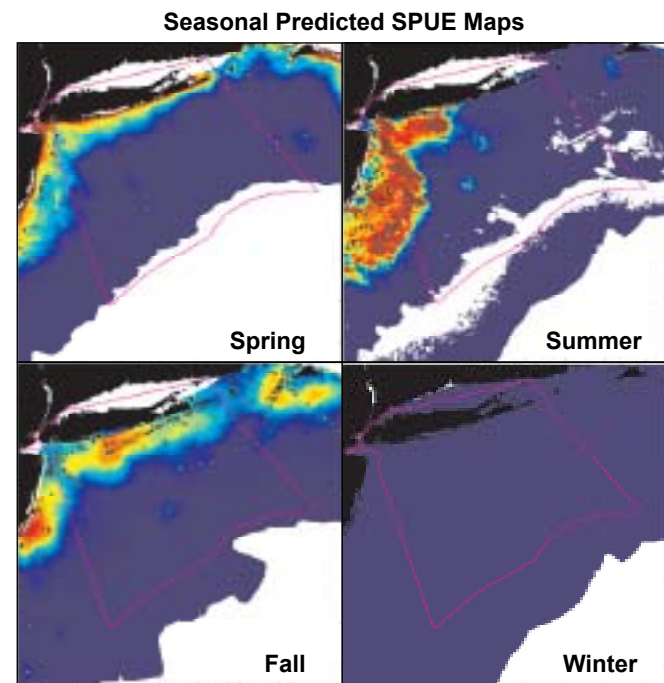 Seasonal Predicted SPUE Maps
Spring
Summer
Fall
Winter